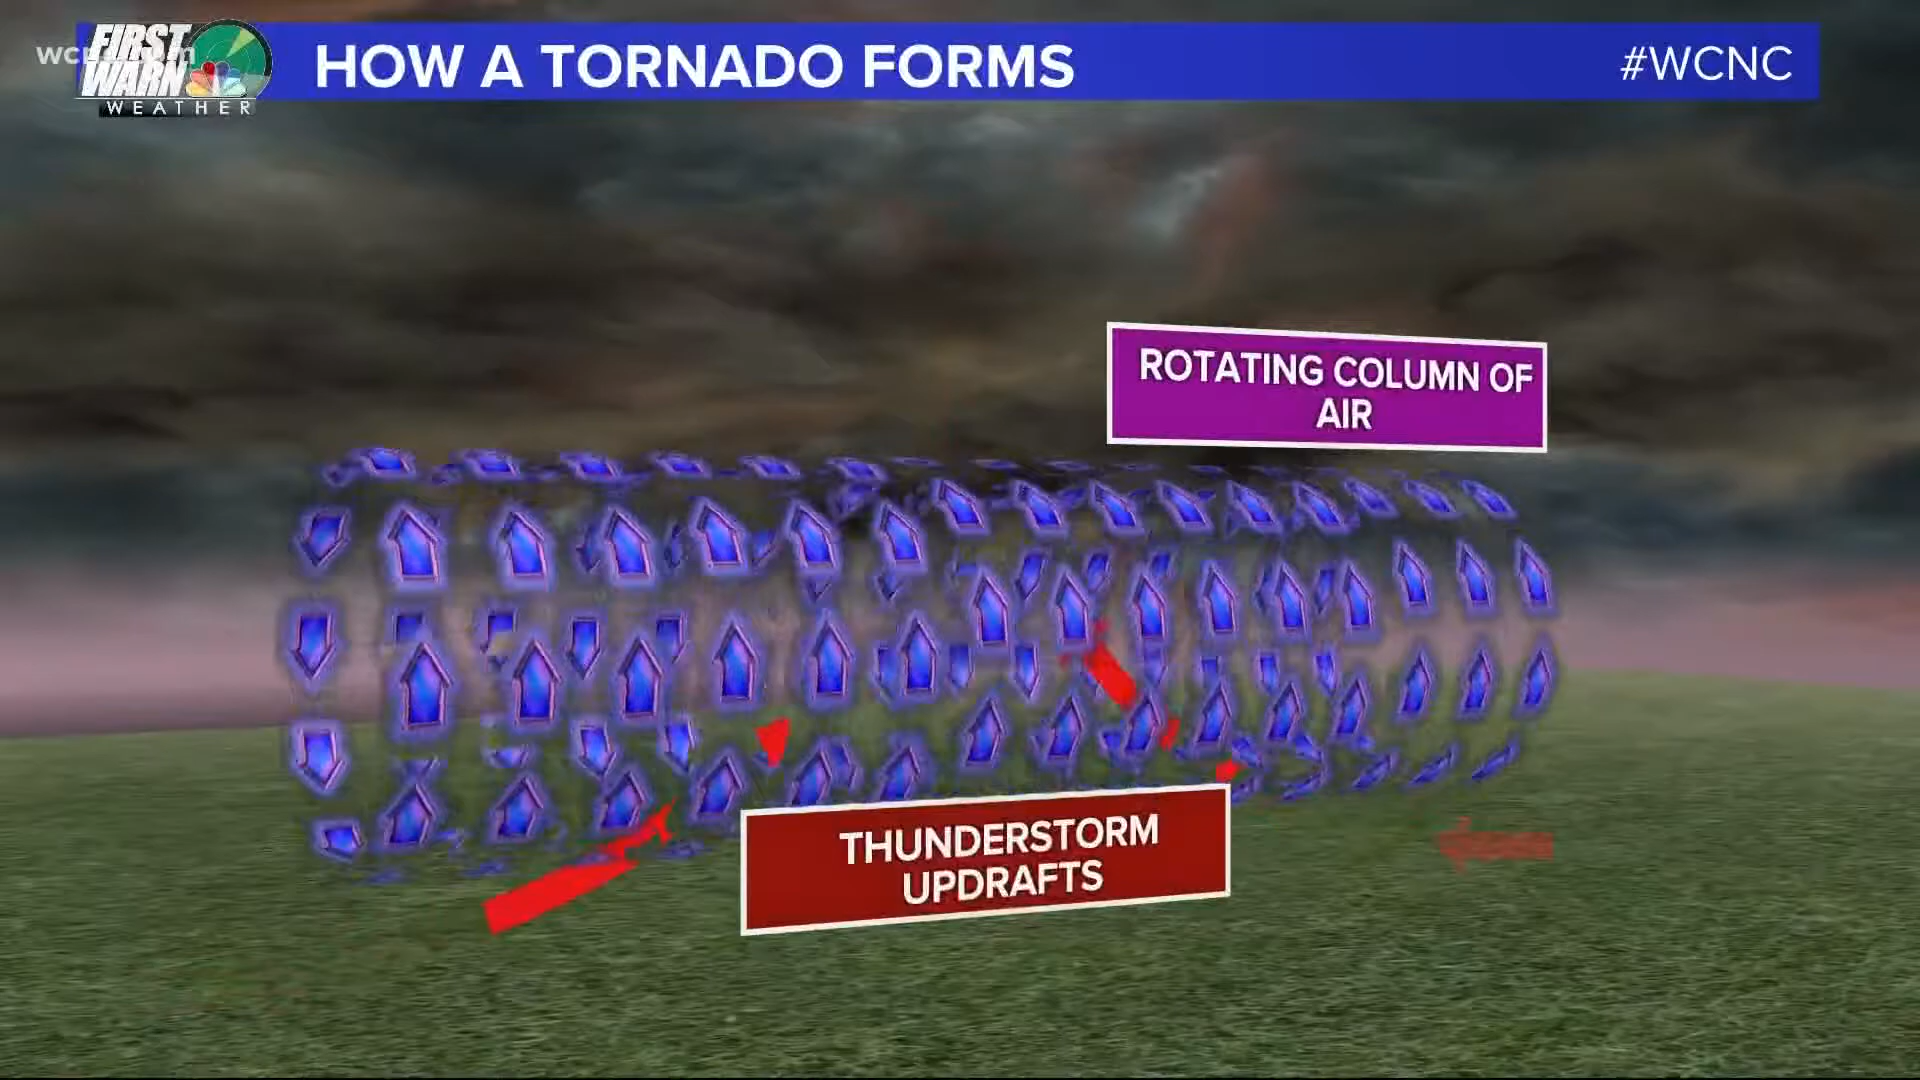 FIRST
WARN
WEATHER
HOW A TORNADO FORMS
#WCNC
ROTATING COLUMN OF
AIR
THUNDERSTORM
UPDRAFTS